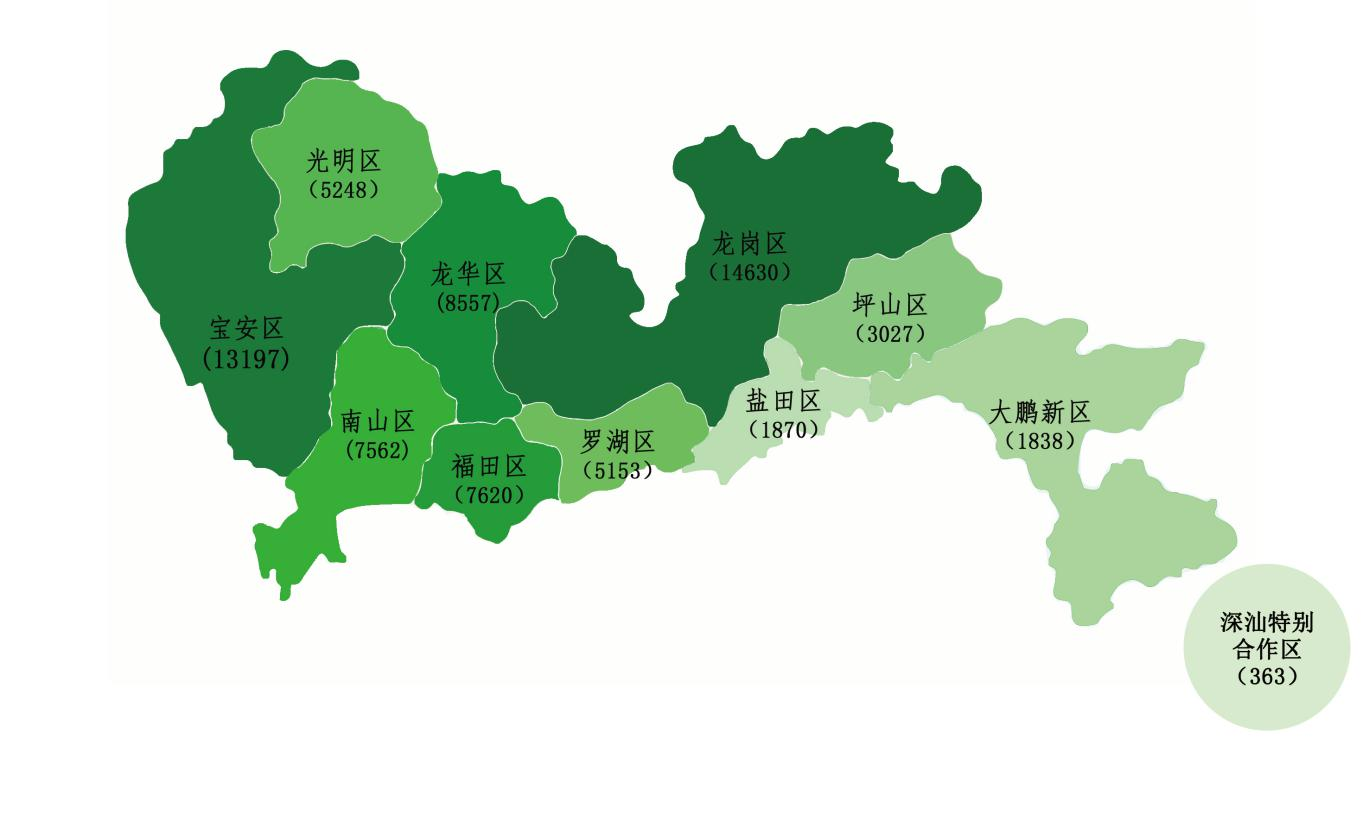 光明区
（5248）
龙岗区
（14630）
龙华区
(8557)
坪山区
（3027）
宝安区
(13197)
盐田区
（1870）
大鹏新区
（1838）
南山区
(7562)
罗湖区
（5153）
福田区
（7620）
深汕特别
合作区
（363）